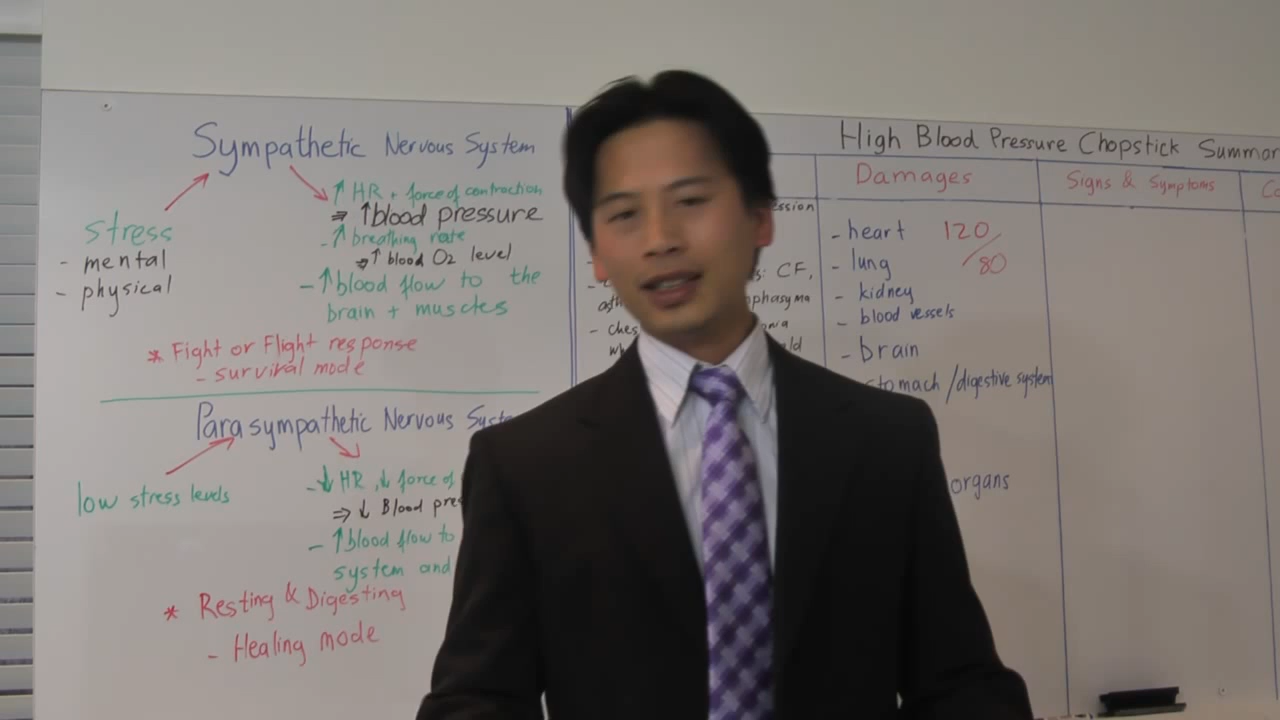 Sympathetic Nervous System
↑ HR + force of contraction
⇒ ↑blood pressure
stress
- ↑ breathing rate
- mental
⇒↑ blood O2 level
- physical
- ↑blood flow to the
brain + muscles
* Fight or Flight response
- survival mode
Parasympathetic Nervous
low stress levels
- ↓ HR, ↓ force of
⇒ ↓ Blood
- ↑blood flow to
system and
* Resting & Digesting
- Healing mode
High Blood Pressure Chopstick
Damages
Signs & Symptoms
- heart 120/80
- lung
: CF,
- kidney
- blood vessels
- brain
stomach/digestive system
organs